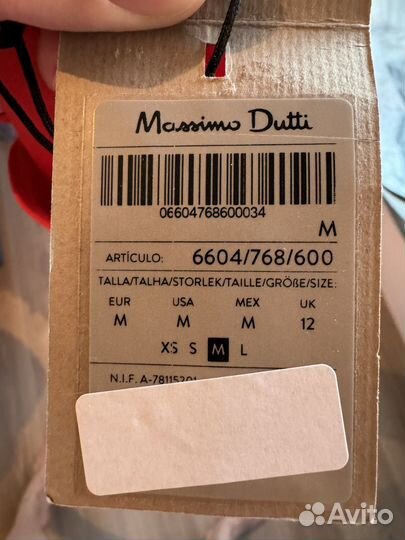 Massimo Dutti
06604768600034
M
ARTÍCULO: 6604/768/600
TALLA/TALHA/STORLEK/TAILLE/GRÖßE/SIZE:
EUR USA MEX UK
M M M 12
XS S M L
N.I.F. A-78115201
Avito